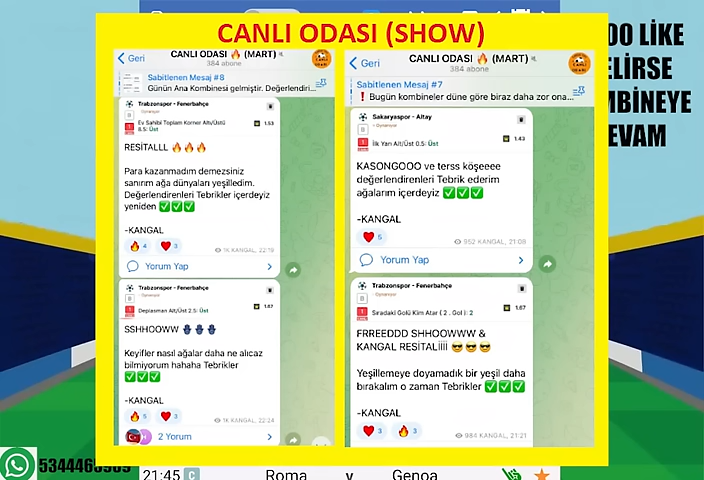 CANLI ODASI (SHOW)
OO LİKE
ELİRSE
MBİNEYE
EVAM
Geri
CANLI ODASI 🔥 (MART)
384 abone
Sabitlenen Mesaj #8
Günün Ana Kombinesi gelmiştir. Değerlendiri...
Trabzonspor - Fenerbahçe
Oynanıyor
Ev Sahibi Toplam Korner Alt/Üstü
8.5: Üst
1.53
RESİTALLL 🔥🔥🔥
Para kazanmadım demezsiniz
sanırım ağa dünyaları yeşilledim.
Değerlendirenleri Tebrikler içerdeyiz
yeniden ✅✅✅
-KANGAL
🔥 4 ❤️ 3
1K KANGAL, 22:19
Yorum Yap
Trabzonspor - Fenerbahçe
Oynanıyor
Deplasman Alt/Üst 2.5: Üst
1.67
SSHHOOWW
Keyifler nasıl ağalar daha ne alıcaz
bilmiyorum hahaha Tebrikler
✅✅✅
-KANGAL
🔥 5 ❤️ 3
1K KANGAL, 22:24
2 Yorum
Geri
CANLI ODASI 🔥 (MART)
384 abone
Sabitlenen Mesaj #7
❗ Bugün kombineler düne göre biraz daha zor ona...
Sakaryaspor - Altay
Oynanıyor
İlk Yarı Alt/Üst 0.5: Üst
1.43
KASONGOOO ve terss köşeeee
değerlendirenleri Tebrik ederim
ağalarım içerdeyiz ✅✅✅
-KANGAL
❤️ 5
952 KANGAL, 21:08
Yorum Yap
Trabzonspor - Fenerbahçe
Oynanıyor
Sıradaki Golü Kim Atar ( 2 . Gol ): 2
1.67
FRREEDDD SHHOOWWW &
KANGAL RESİTALİİİİ 😎😎😎
Yeşillemeye doyamadık bir yeşil daha
bırakalım o zaman Tebrikler ✅✅✅
-KANGAL
❤️ 3 🔥 3
984 KANGAL, 21:21
21:45 C Roma v Genoa